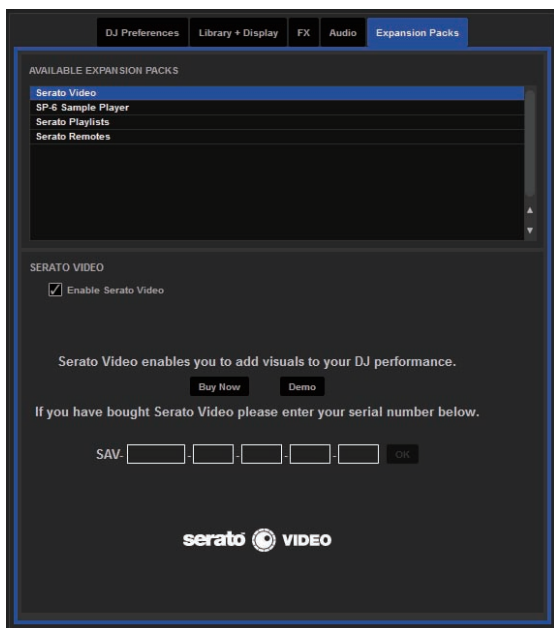 DJ Preferences Library + Display FX Audio Expansion Packs
AVAILABLE EXPANSION PACKS
Serato Video
SP-6 Sample Player
Serato Playlists
Serato Remotes
SERATO VIDEO
Enable Serato Video
Serato Video enables you to add visuals to your DJ performance.
Buy Now Demo
If you have bought Serato Video please enter your serial number below.
SAV- - - - - OK
serato VIDEO